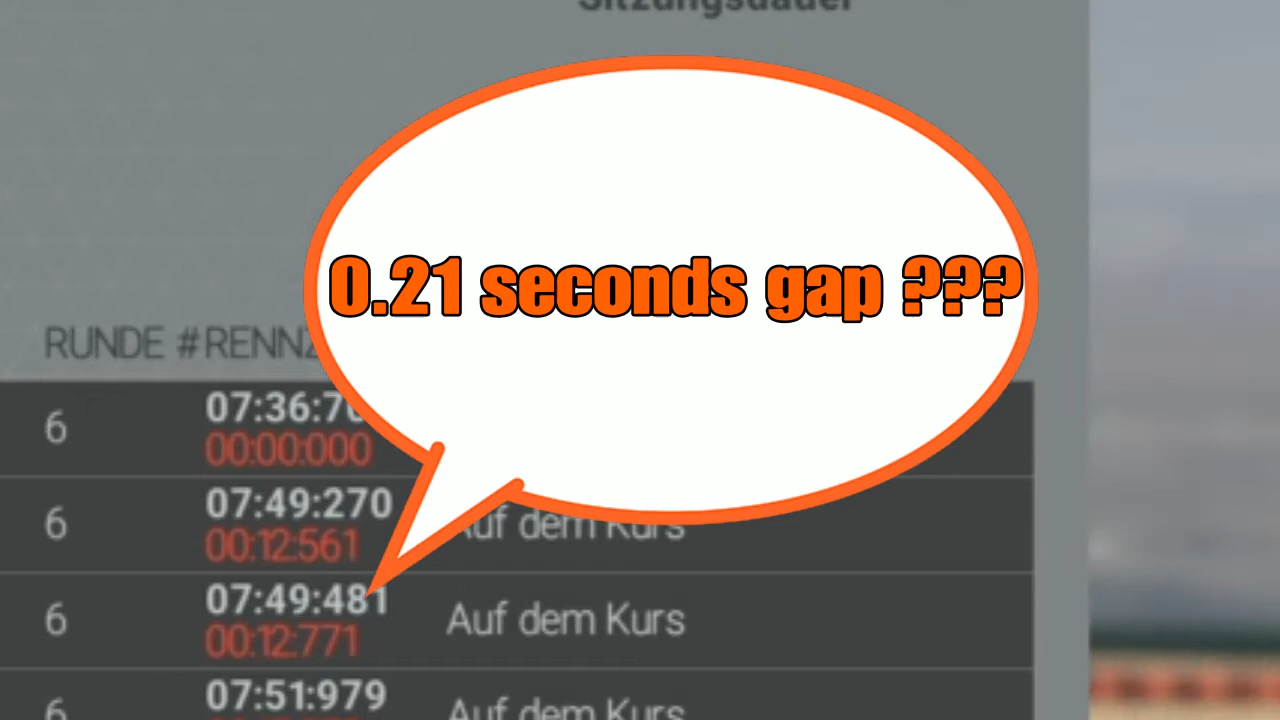 Sitzungsdauer
0.21 seconds gap ???
RUNDE #
6
00:00:000
6
07:49:270
00:12:561
Auf dem Kurs
6
07:49:481
00:12:771
Auf dem Kurs
6
07:51:979
Auf dem Kurs